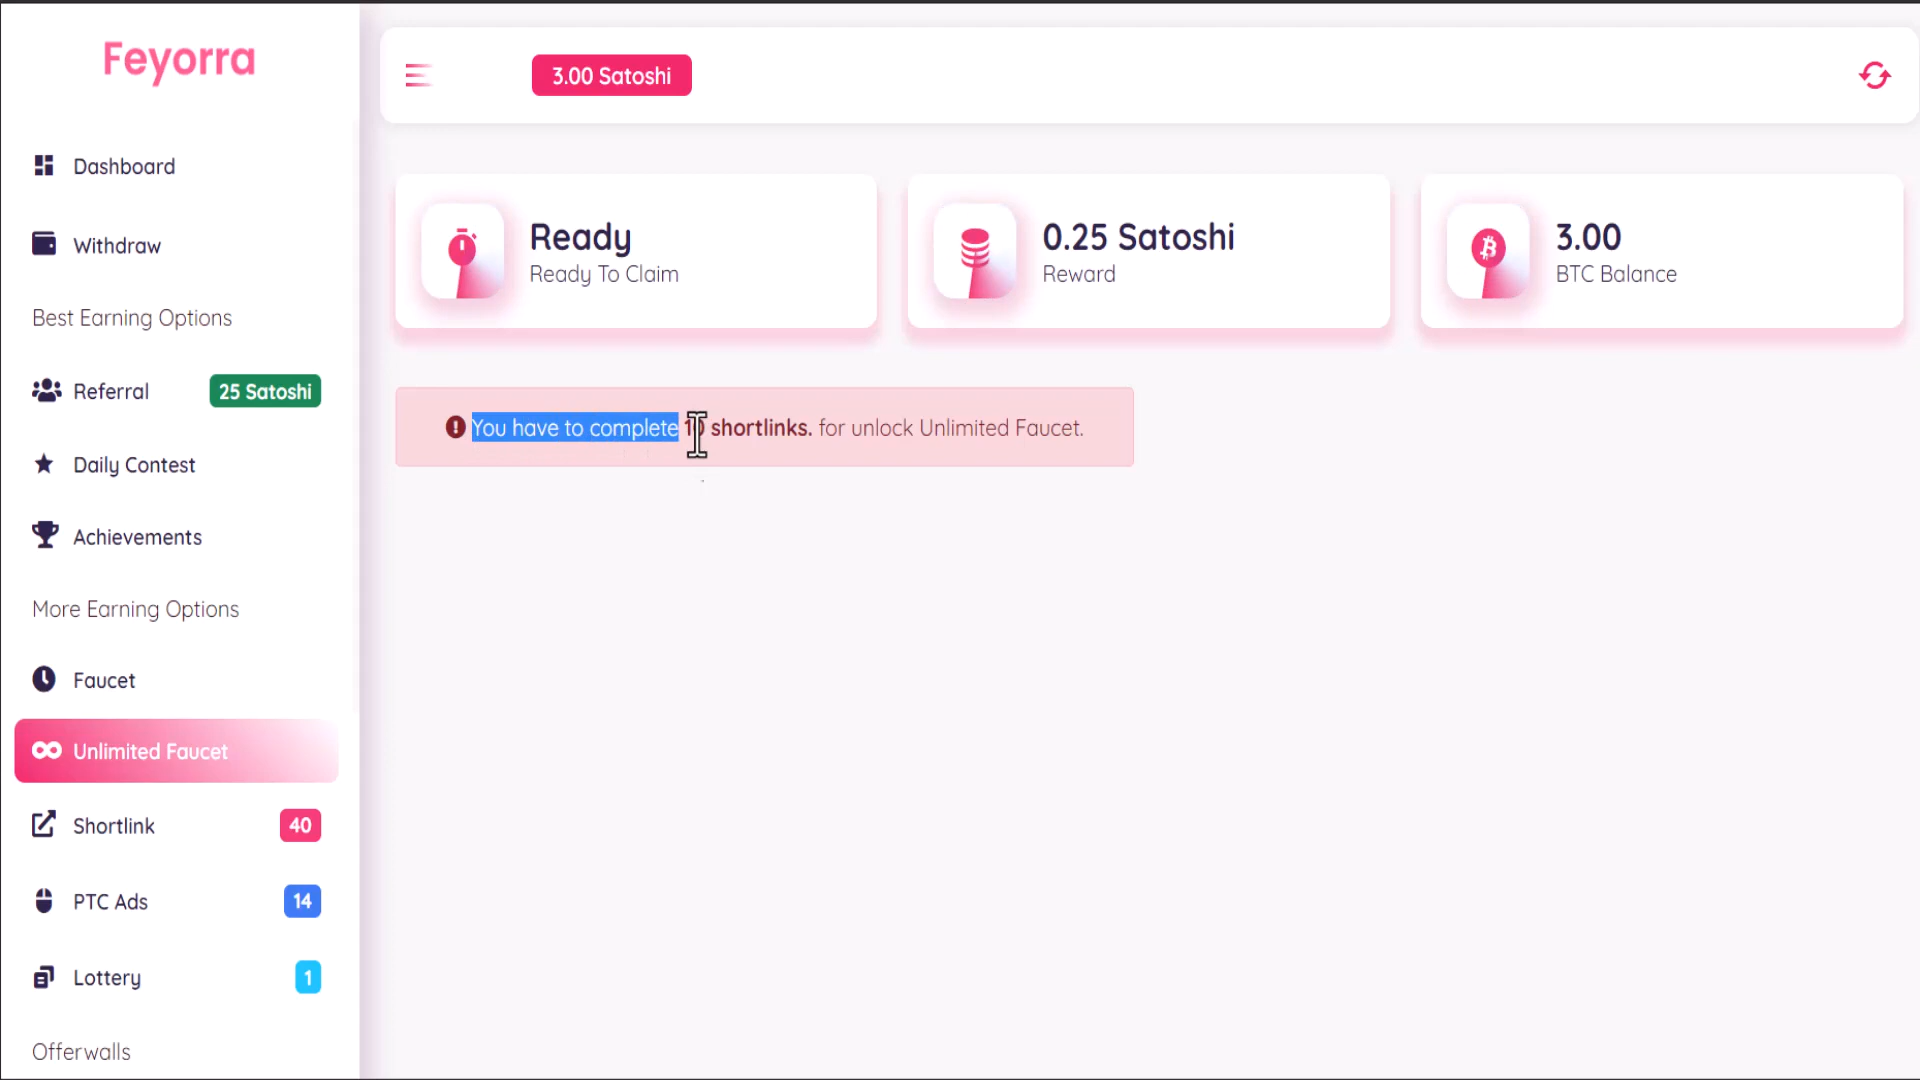 Feyorra
3.00 Satoshi
Dashboard
Withdraw
Best Earning Options
Referral 25 Satoshi
Daily Contest
Achievements
More Earning Options
Faucet
Unlimited Faucet
Shortlink 40
PTC Ads 14
Lottery 1
Offerwalls
Ready
Ready To Claim
0.25 Satoshi
Reward
3.00
BTC Balance
You have to complete 10 shortlinks. for unlock Unlimited Faucet.